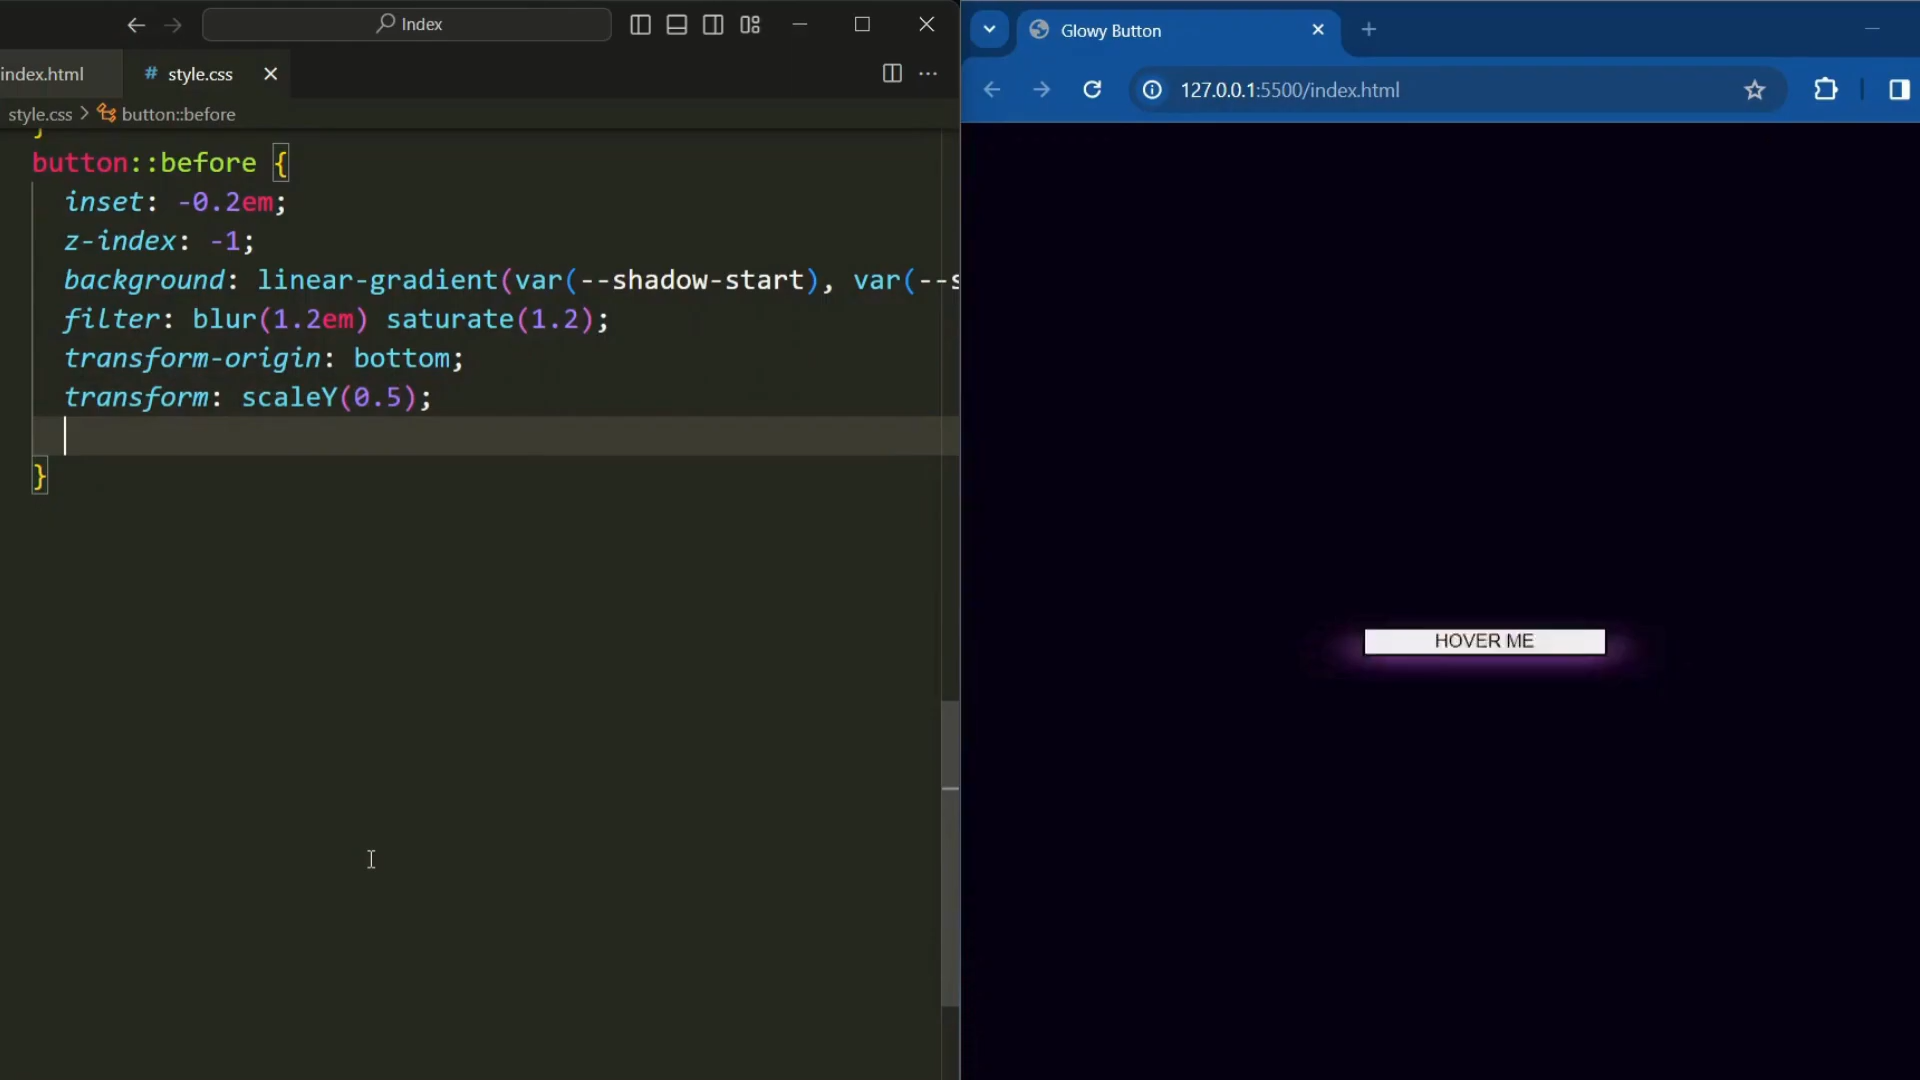 Index
index.html
# style.css
style.css > button::before
}
button::before {
inset: -0.2em;
z-index: -1;
background: linear-gradient(var(--shadow-start), var(--s
filter: blur(1.2em) saturate(1.2);
transform-origin: bottom;
transform: scaleY(0.5);
}
Glowy Button
127.0.0.1:5500/index.html
HOVER ME